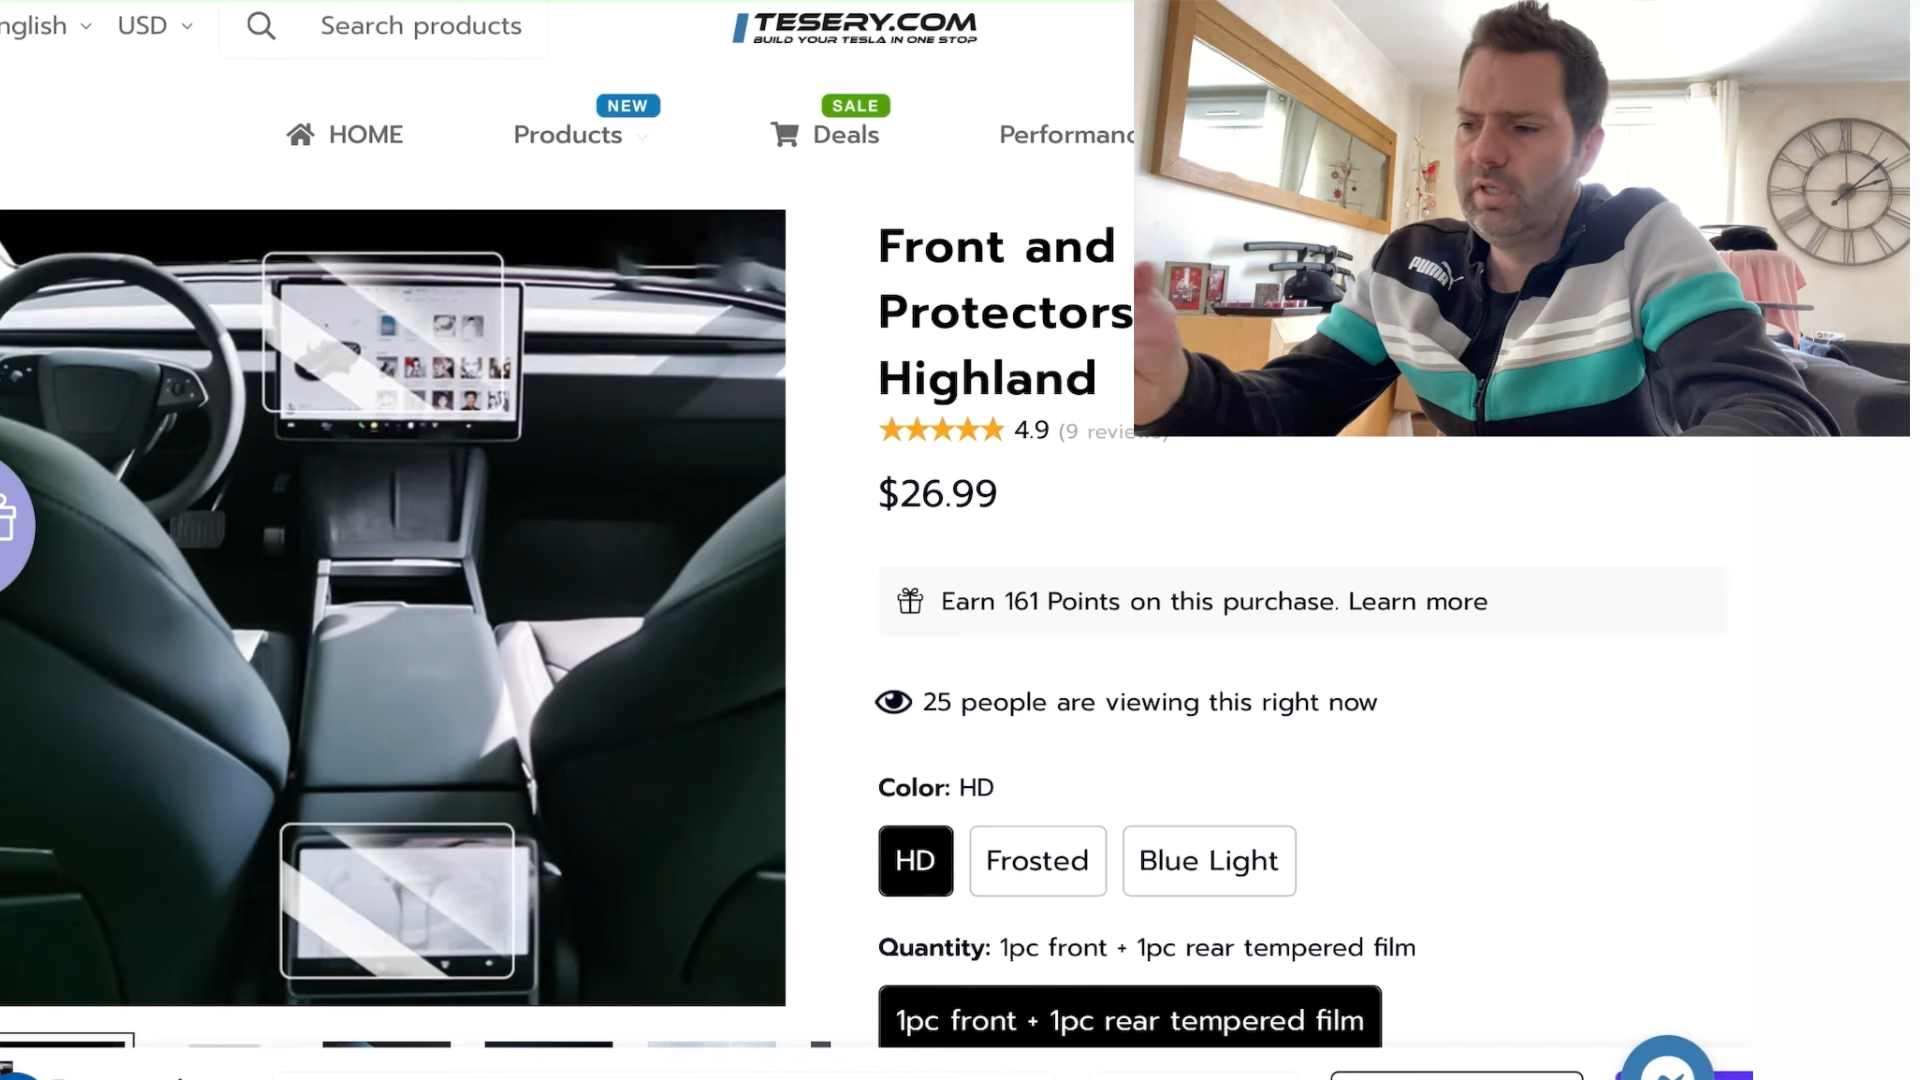 nglish
USD
Search products
TESERY.COM
BUILD YOUR TESLA IN ONE STOP
NEW
SALE
HOME
Products
Deals
Performanc
Front and
Protectors
Highland
PUMA
4.9 (9 reviews)
$26.99
Earn 161 Points on this purchase. Learn more
25 people are viewing this right now
Color: HD
HD
Frosted
Blue Light
Quantity: 1pc front + 1pc rear tempered film
1pc front + 1pc rear tempered film